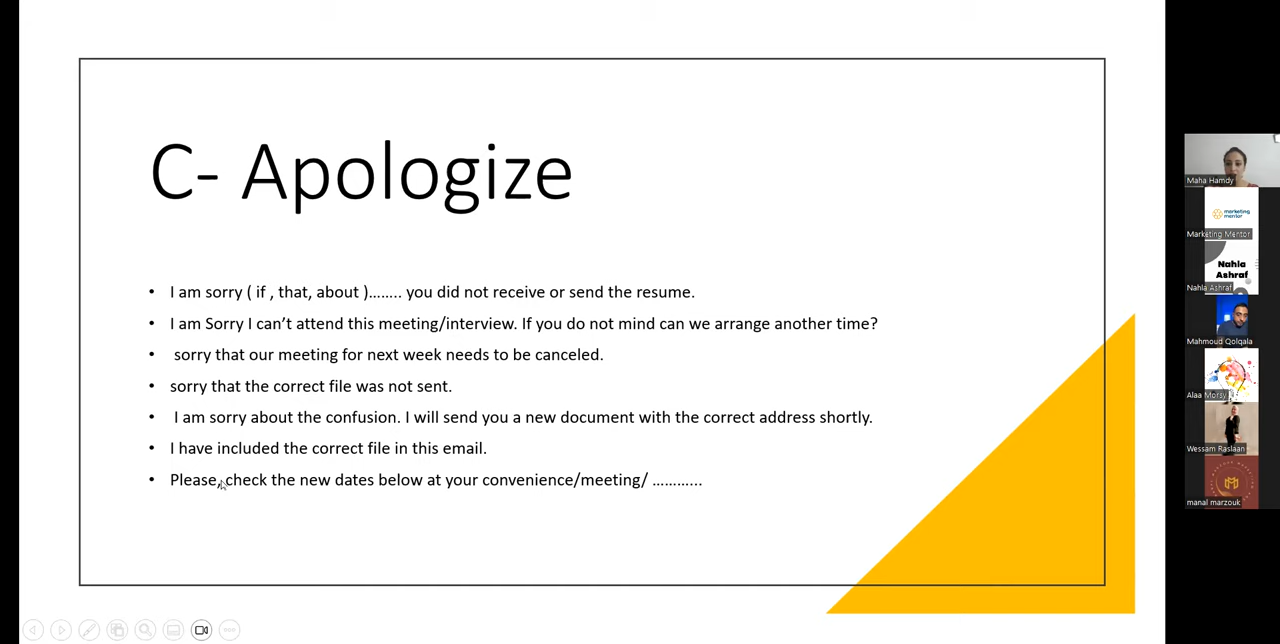 C- Apologize
• I am sorry ( if , that, about )…….. you did not receive or send the resume.
• I am Sorry I can’t attend this meeting/interview. If you do not mind can we arrange another time?
• sorry that our meeting for next week needs to be canceled.
• sorry that the correct file was not sent.
• I am sorry about the confusion. I will send you a new document with the correct address shortly.
• I have included the correct file in this email.
• Please, check the new dates below at your convenience/meeting/ …………
Maha Hamdy
marketing
mentor
Marketing Mentor
Nahla
Ashraf
Nahla Ashraf
Mahmoud Qolqala
Alaa Morsy
Wessam Raslaan
manal marzouk